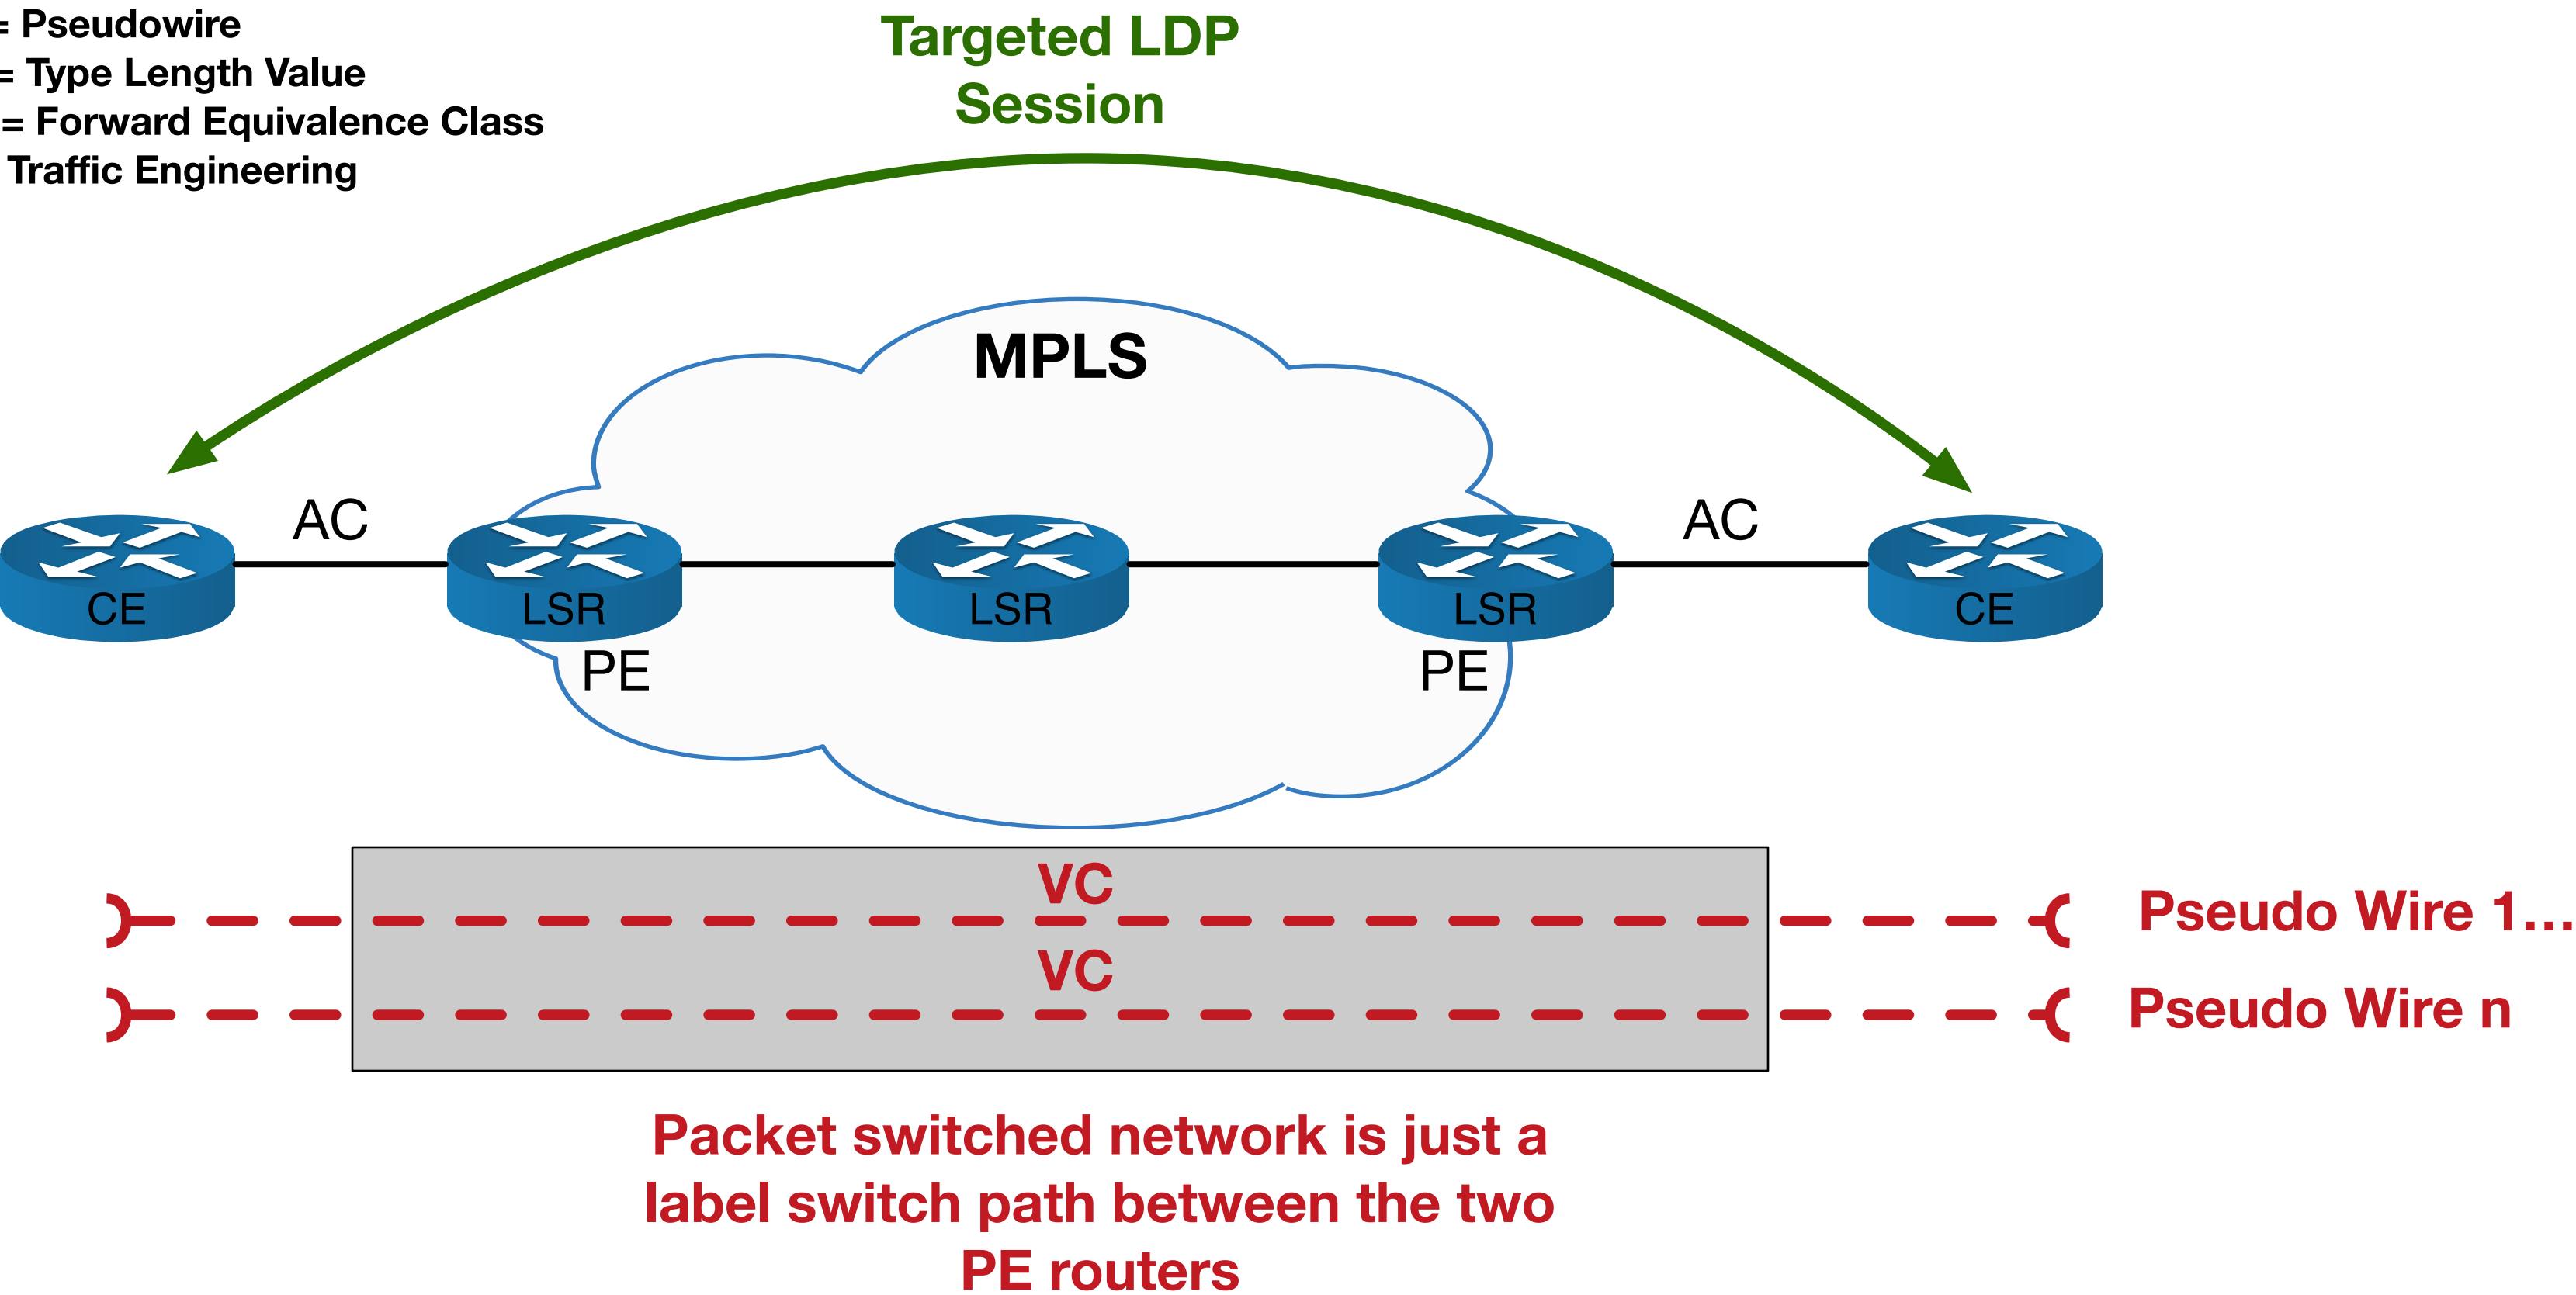 = Pseudowire
= Type Length Value
= Forward Equivalence Class
Traffic Engineering
Targeted LDP
Session
MPLS
AC
AC
CE
LSR
LSR
LSR
CE
PE
PE
VC
Pseudo Wire 1...
VC
Pseudo Wire n
Packet switched network is just a
label switch path between the two
PE routers